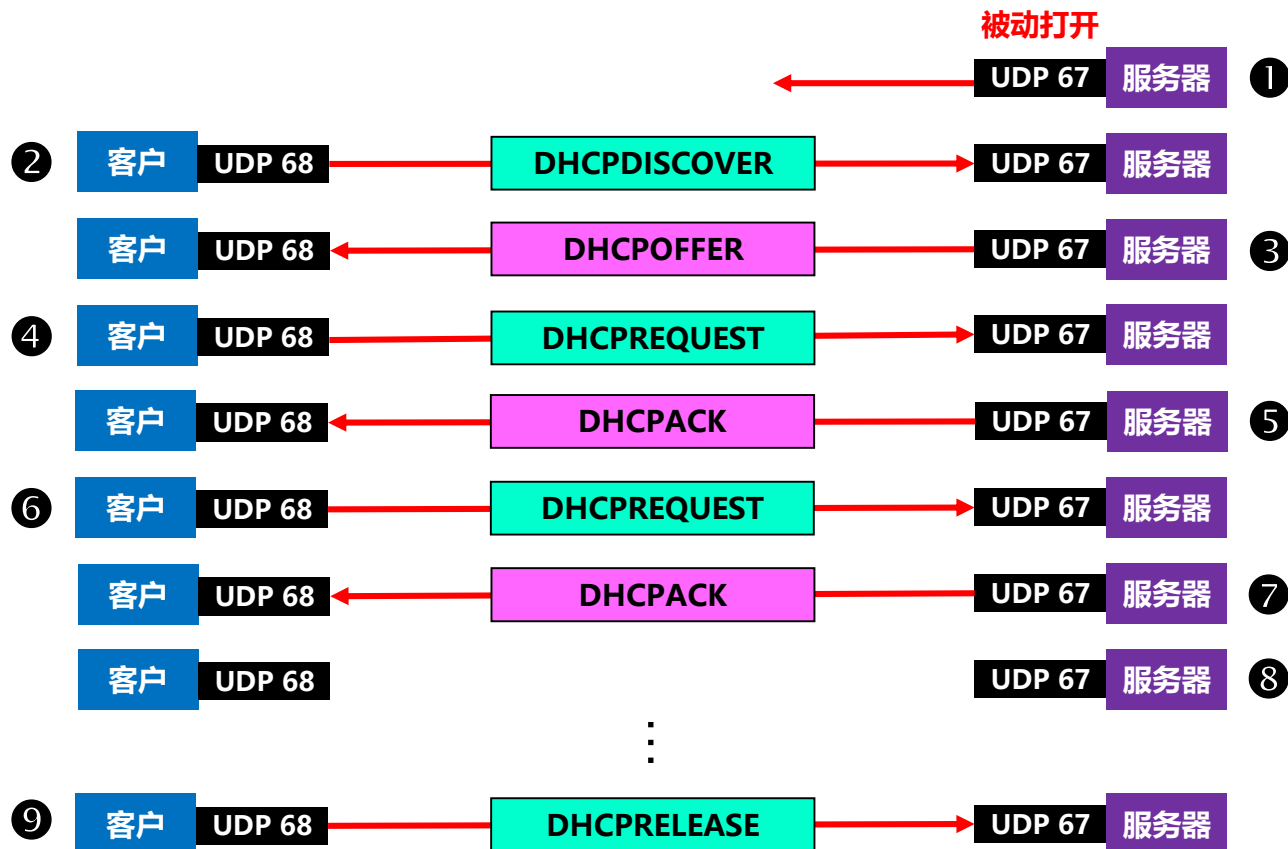 被动打开
UDP 67 服务器 ❶
❷ 客户 UDP 68 DHCPDISCOVER UDP 67 服务器
客户 UDP 68 DHCPOFFER UDP 67 服务器 ❸
❹ 客户 UDP 68 DHCPREQUEST UDP 67 服务器
客户 UDP 68 DHCPACK UDP 67 服务器 ❺
❻ 客户 UDP 68 DHCPREQUEST UDP 67 服务器
客户 UDP 68 DHCPACK UDP 67 服务器 ❼
客户 UDP 68 UDP 67 服务器 ❽
⋮
❾ 客户 UDP 68 DHCPRELEASE UDP 67 服务器